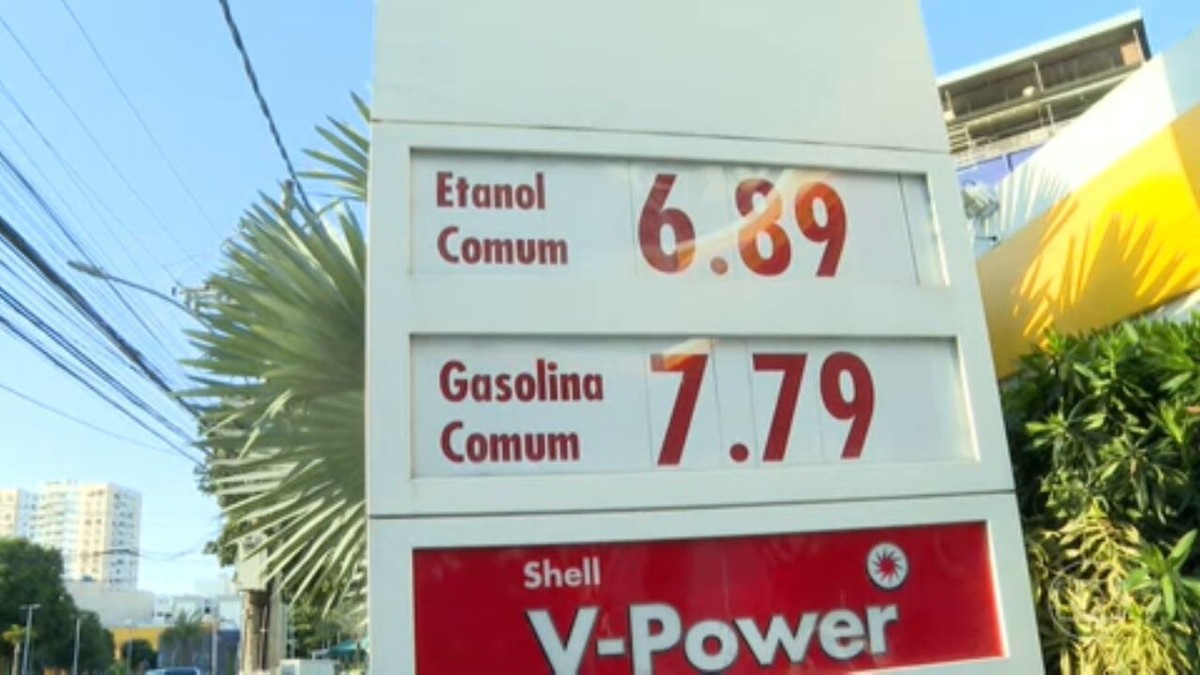 Etanol
Comum
6.89
Gasolina
Comum
7.79
Shell
V-Power